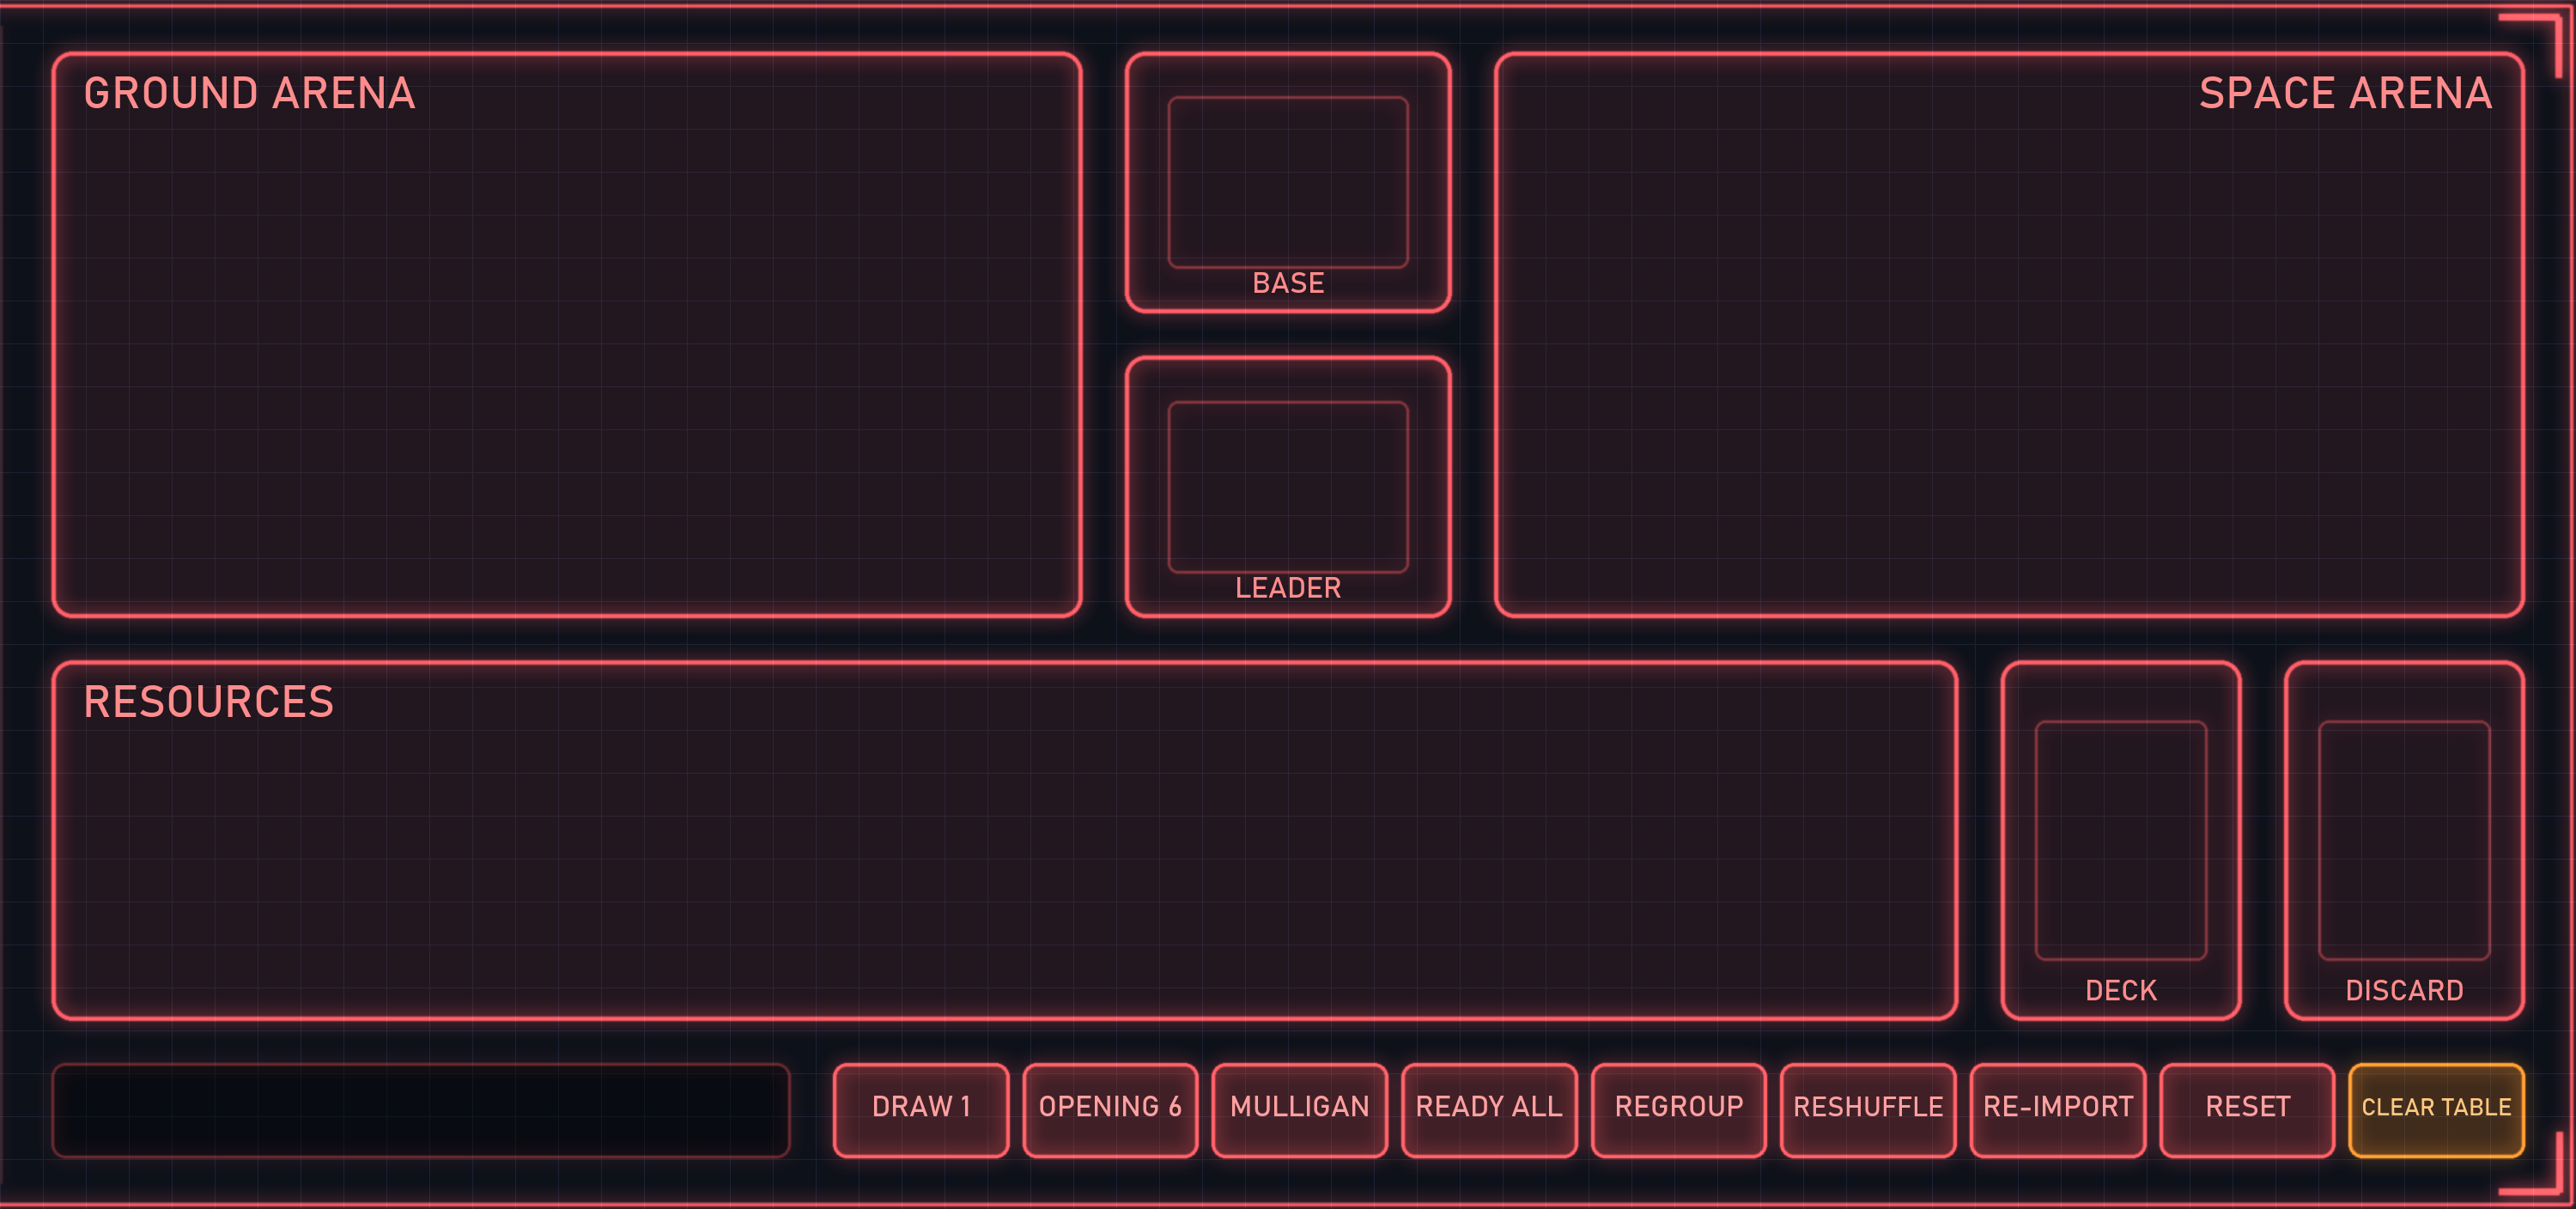 GROUND ARENA
SPACE ARENA
BASE
LEADER
RESOURCES
DECK
DISCARD
DRAW 1
OPENING 6
MULLIGAN
READY ALL
REGROUP
RESHUFFLE
RE-IMPORT
RESET
CLEAR TABLE